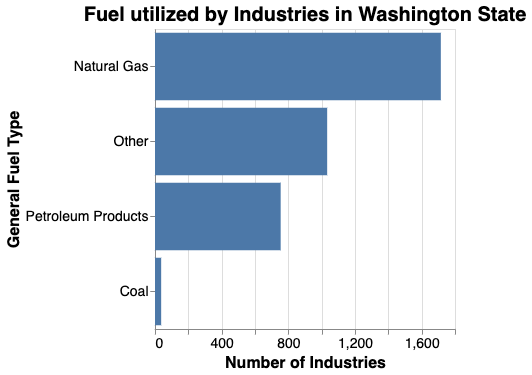 Fuel utilized by Industries in Washington State
General Fuel Type
Natural Gas
Other
Petroleum Products
Coal
0 400 800 1,200 1,600
Number of Industries